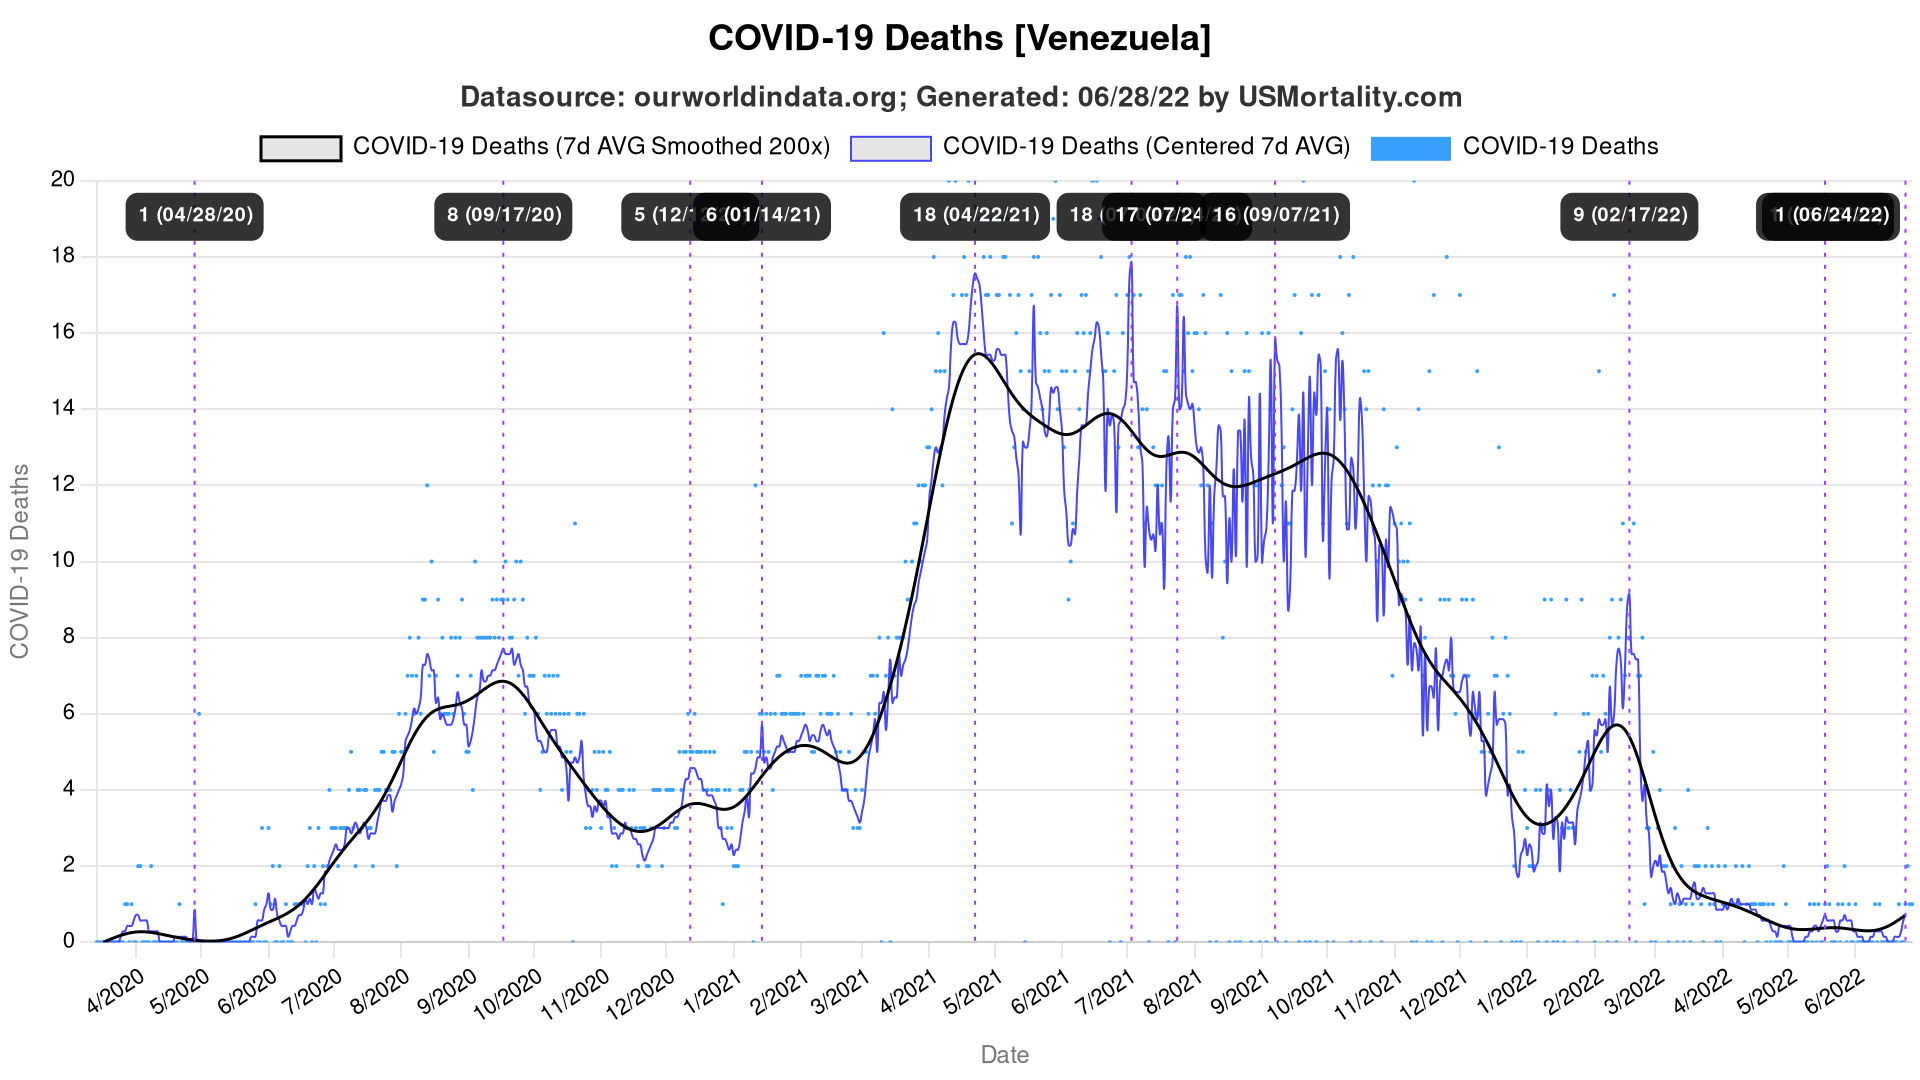 COVID-19 Deaths [Venezuela]
Datasource: ourworldindata.org; Generated: 06/28/22 by USMortality.com
COVID-19 Deaths (7d AVG Smoothed 200x) COVID-19 Deaths (Centered 7d AVG) COVID-19 Deaths
20
1 (04/28/20) 8 (09/17/20) 5 (12/ 6 (01/14/21) 18 (04/22/21) 18 17 (07/24 16 (09/07/21) 9 (02/17/22) 1 (06/24/22)
18
16
14
12
10
8
6
4
2
0
COVID-19 Deaths
4/2020 5/2020 6/2020 7/2020 8/2020 9/2020 10/2020 11/2020 12/2020 1/2021 2/2021 3/2021 4/2021 5/2021 6/2021 7/2021 8/2021 9/2021 10/2021 11/2021 12/2021 1/2022 2/2022 3/2022 4/2022 5/2022 6/2022
Date